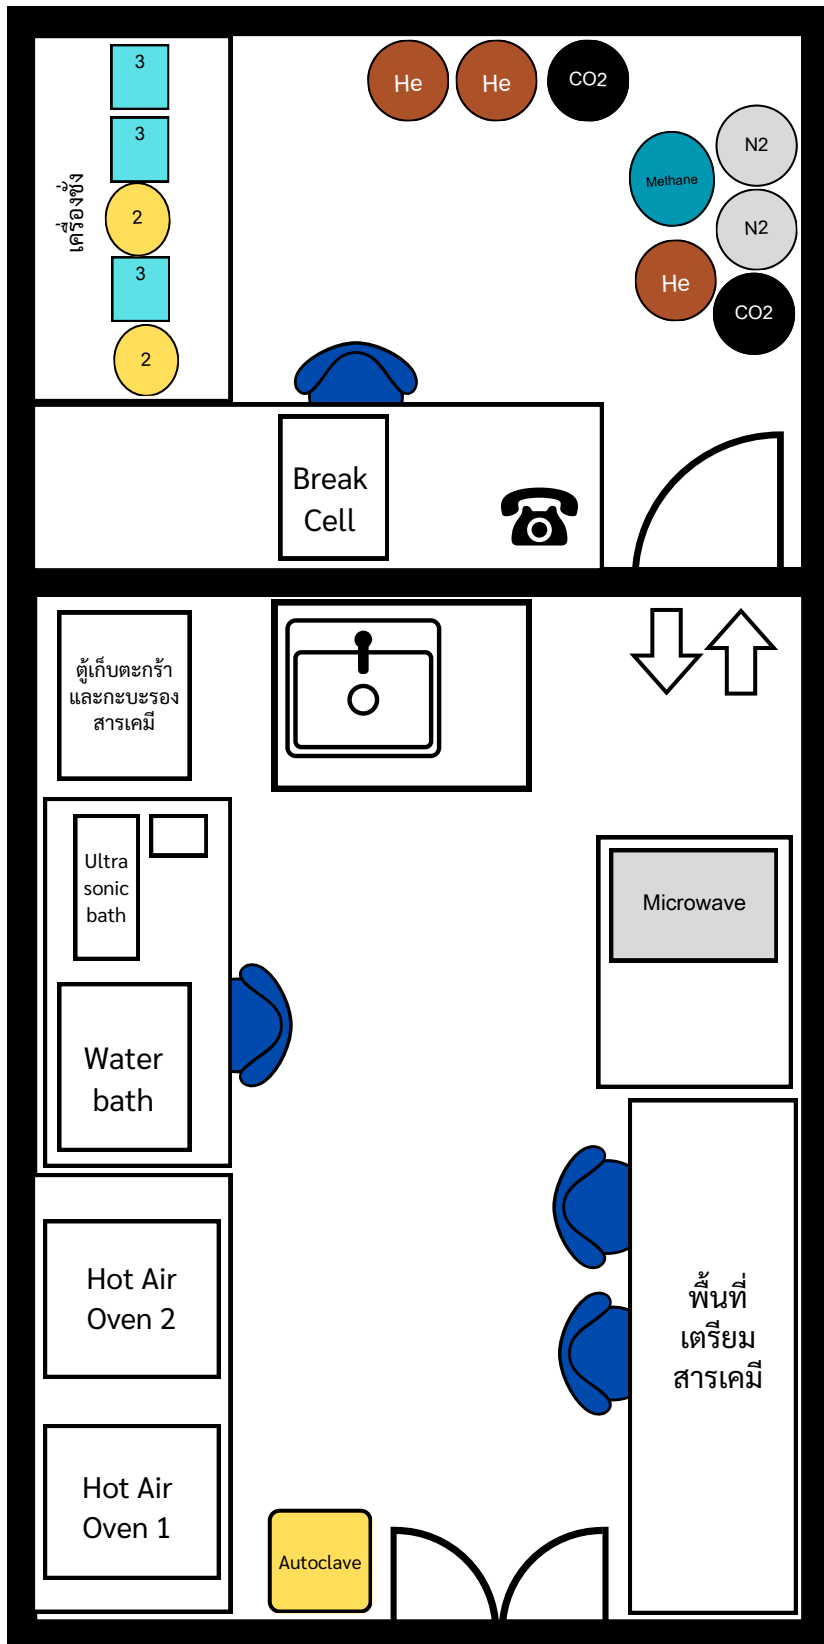 3
He
He
CO2
3
N2
Methane
เครื่องชั่ง
2
N2
3
He
CO2
2
Break
Cell
ตู้เก็บตะกร้า
และกะบะรอง
สารเคมี
Ultra
sonic
bath
Microwave
Water
bath
Hot Air
Oven 2
พื้นที่
เตรียม
สารเคมี
Hot Air
Oven 1
Autoclave